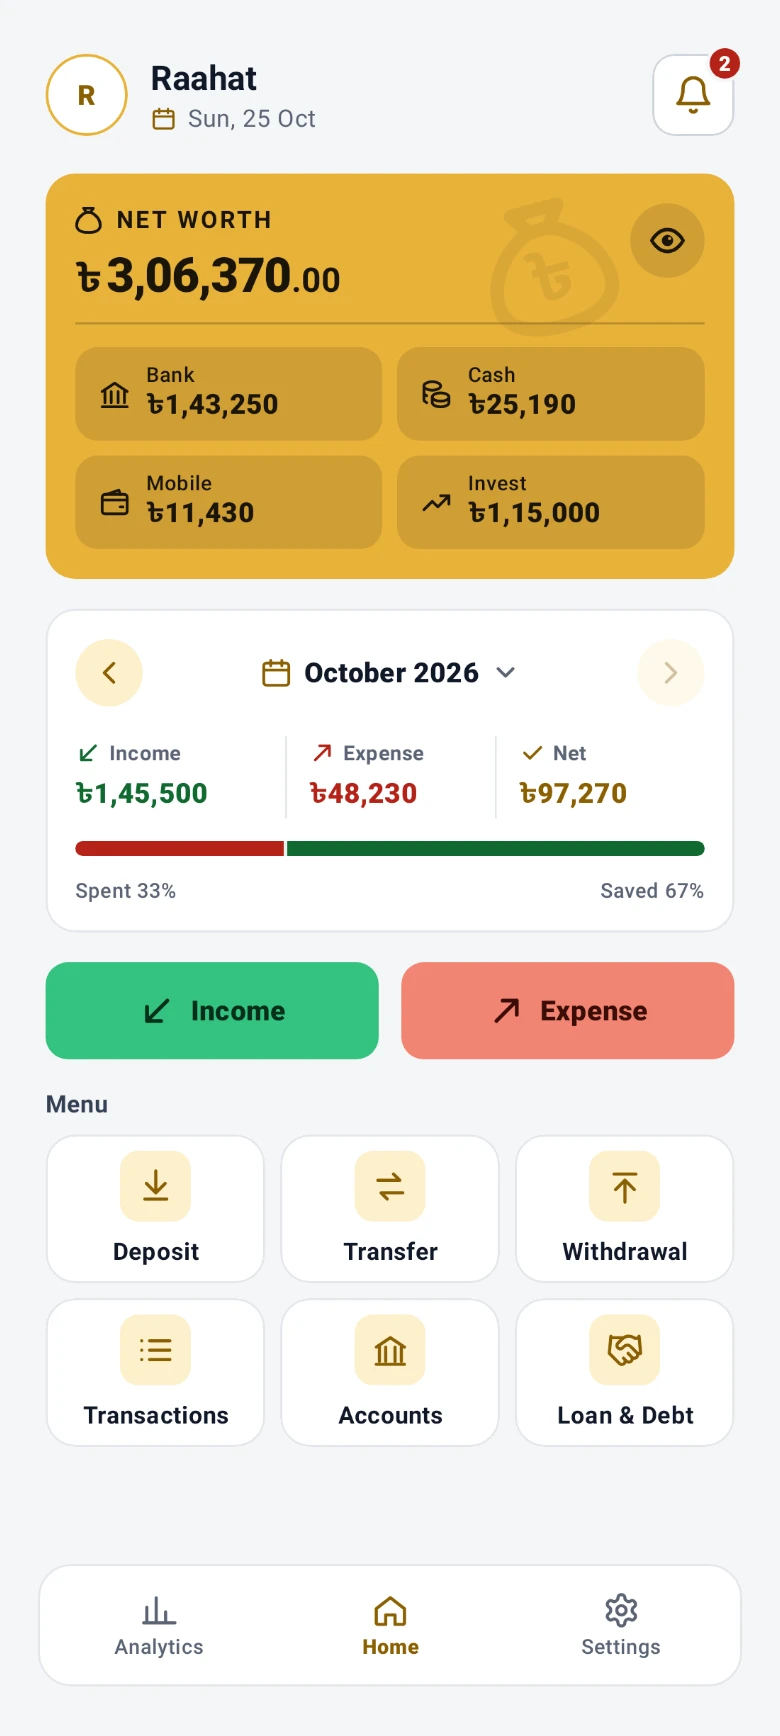 R
Raahat
Sun, 25 Oct
2
NET WORTH
৳3,06,370.00
৳
Bank
৳1,43,250
Cash
৳25,190
Mobile
৳11,430
Invest
৳1,15,000
October 2026
Income
Expense
Net
৳1,45,500
৳48,230
৳97,270
Spent 33%
Saved 67%
Income
Expense
Menu
Deposit
Transfer
Withdrawal
Transactions
Accounts
Loan & Debt
Analytics
Home
Settings